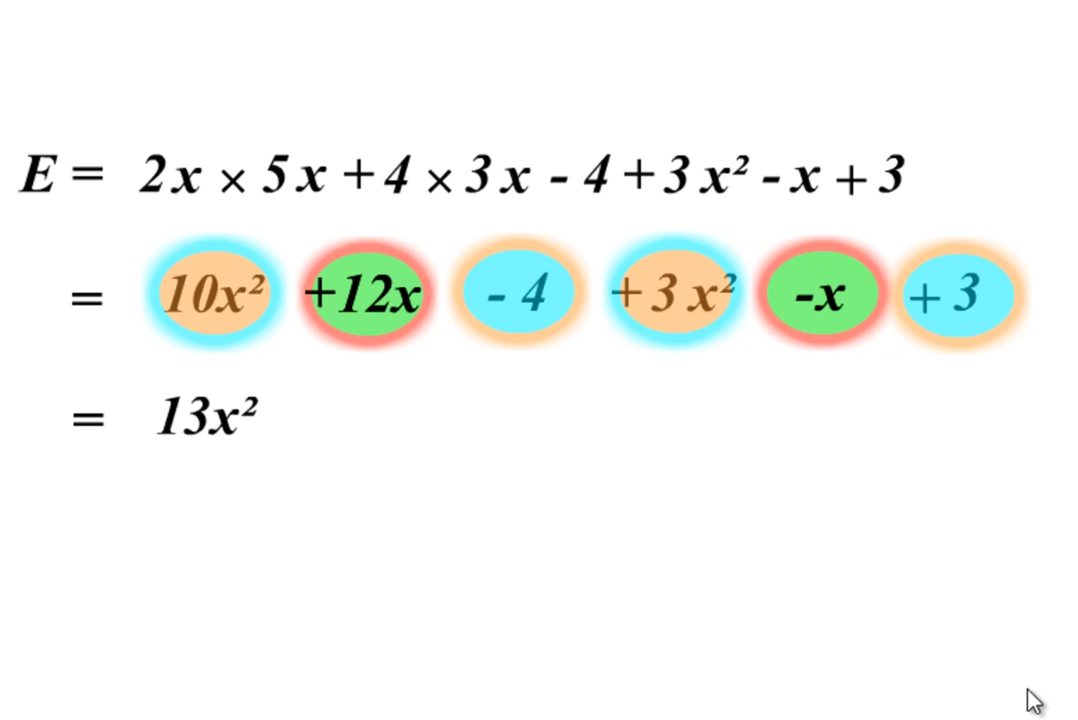 E = 2x × 5x + 4 × 3x - 4 + 3x² - x + 3
= 10x² +12x - 4 + 3x² -x + 3
= 13x²